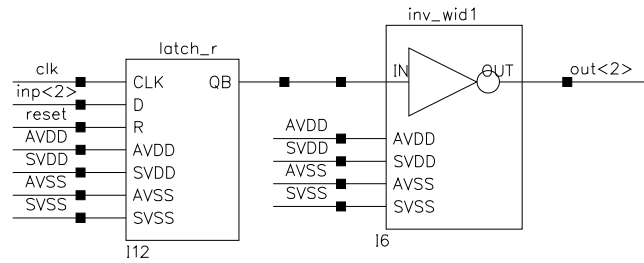 inv_wid1
latch_r
clk CLK QB IN OUT out<2>
inp<2> D
reset R AVDD
AVDD AVDD SVDD AVDD
SVDD SVDD AVSS SVDD
AVSS AVSS SVSS AVSS
SVSS SVSS SVSS
I12 I6